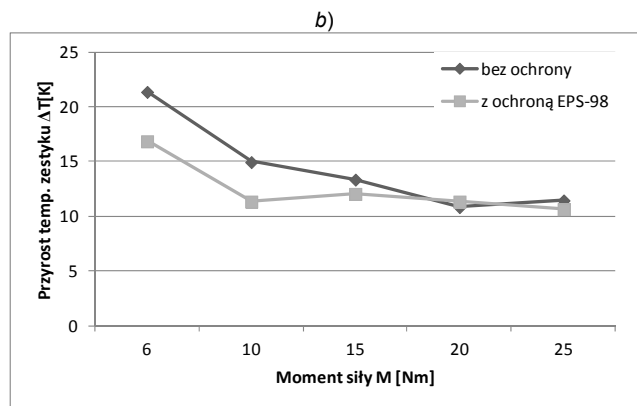 b)
25
20
15
10
5
0
Przyrost temp. zestyku ΔT[K]
bez ochrony
z ochroną EPS-98
6 10 15 20 25
Moment siły M [Nm]